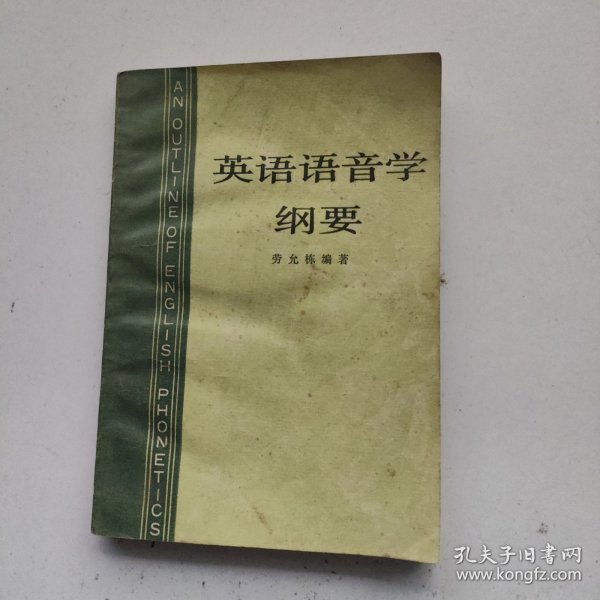 AN OUTLINE OF ENGLISH PHONETICS
英语语音学
纲要
劳允栋编著
孔夫子旧书网
www.kongfz.com